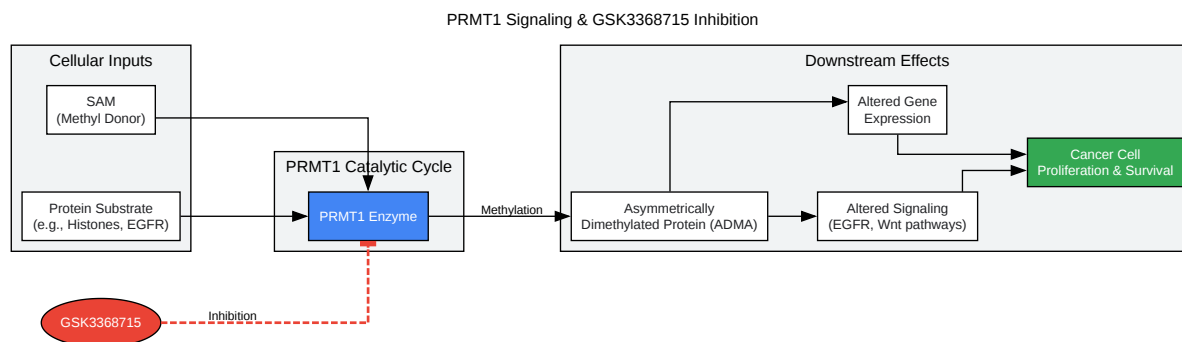 PRMT1 Signaling & GSK3368715 Inhibition
Cellular Inputs
SAM
(Methyl Donor)
Protein Substrate
(e.g., Histones, EGFR)
PRMT1 Catalytic Cycle
PRMT1 Enzyme
GSK3368715
Inhibition
Methylation
Downstream Effects
Asymmetrically
Dimethylated Protein (ADMA)
Altered Gene
Expression
Altered Signaling
(EGFR, Wnt pathways)
Cancer Cell
Proliferation & Survival